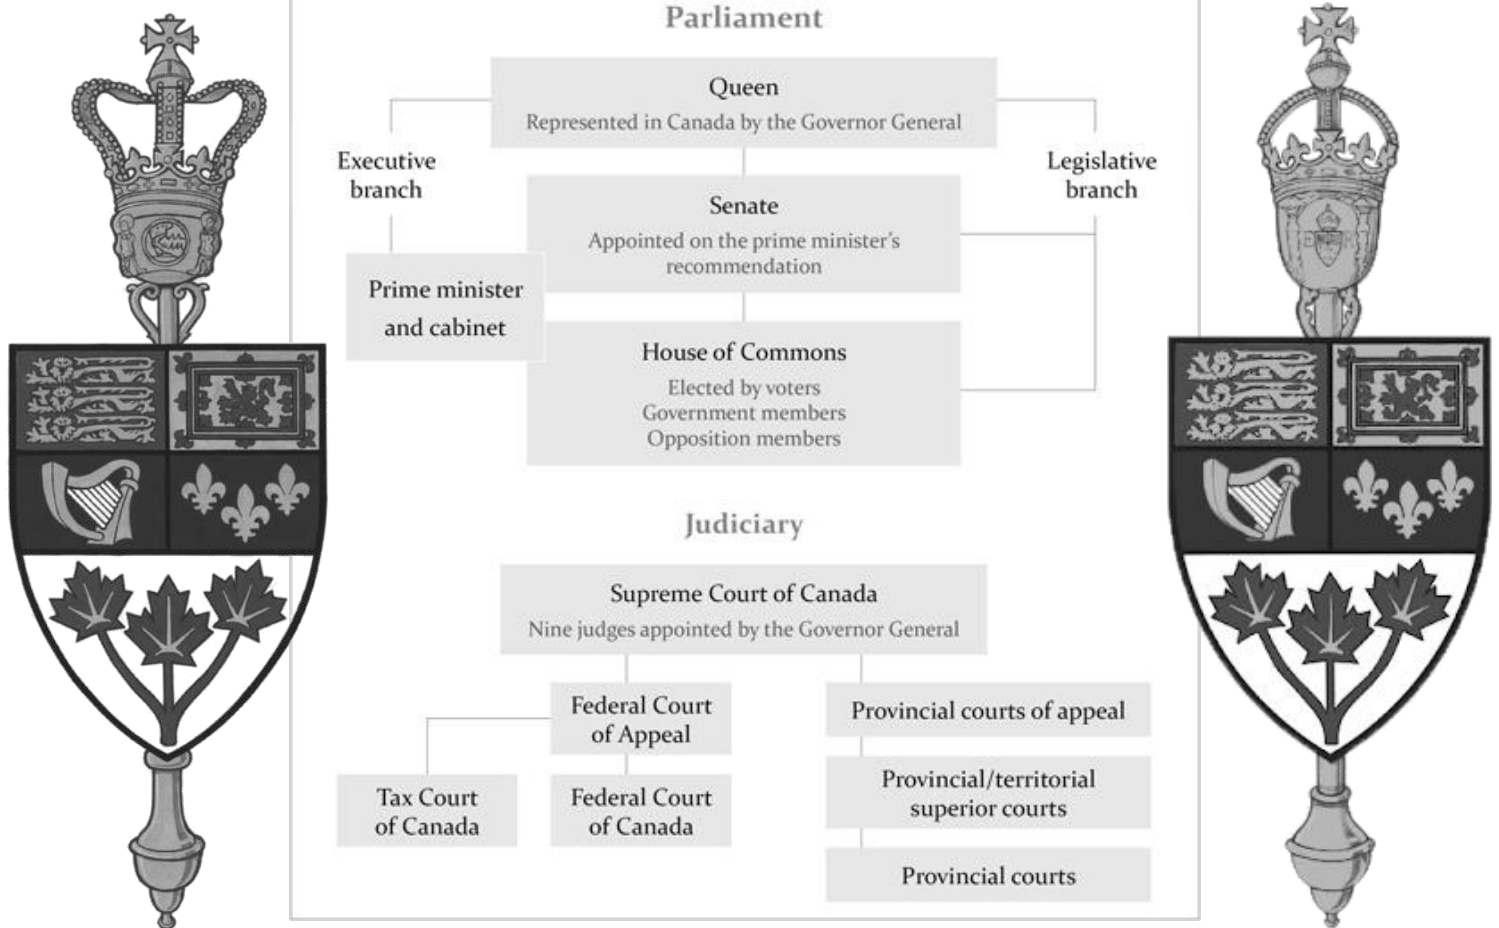 Parliament
Queen
Represented in Canada by the Governor General
Executive
branch
Legislative
branch
Senate
Appointed on the prime minister's
recommendation
Prime minister
and cabinet
House of Commons
Elected by voters
Government members
Opposition members
Judiciary
Supreme Court of Canada
Nine judges appointed by the Governor General
Federal Court
of Appeal
Provincial courts of appeal
Tax Court
of Canada
Federal Court
of Canada
Provincial/territorial
superior courts
Provincial courts